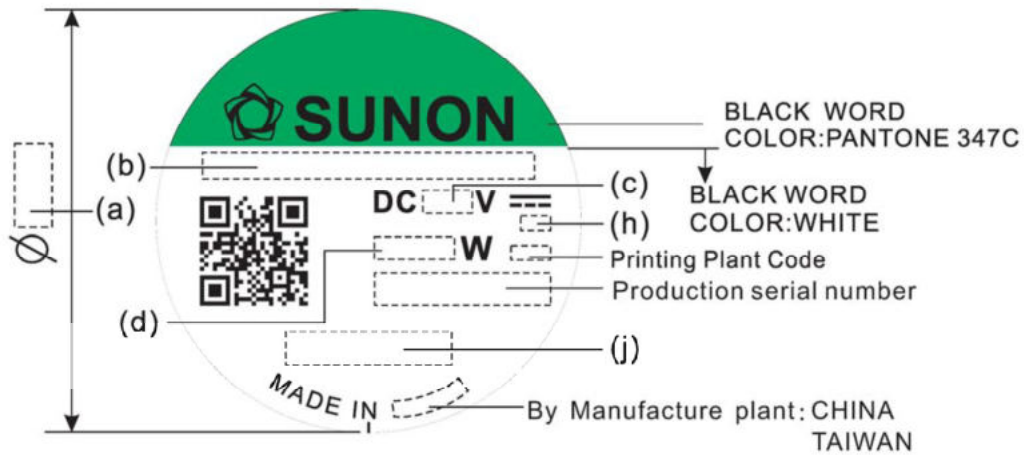 SUNON
BLACK WORD
COLOR:PANTONE 347C
(b)
(c)
DC V
BLACK WORD
COLOR:WHITE
(a)
(h)
Ø
W
Printing Plant Code
Production serial number
(d)
(j)
MADE IN
By Manufacture plant: CHINA
TAIWAN